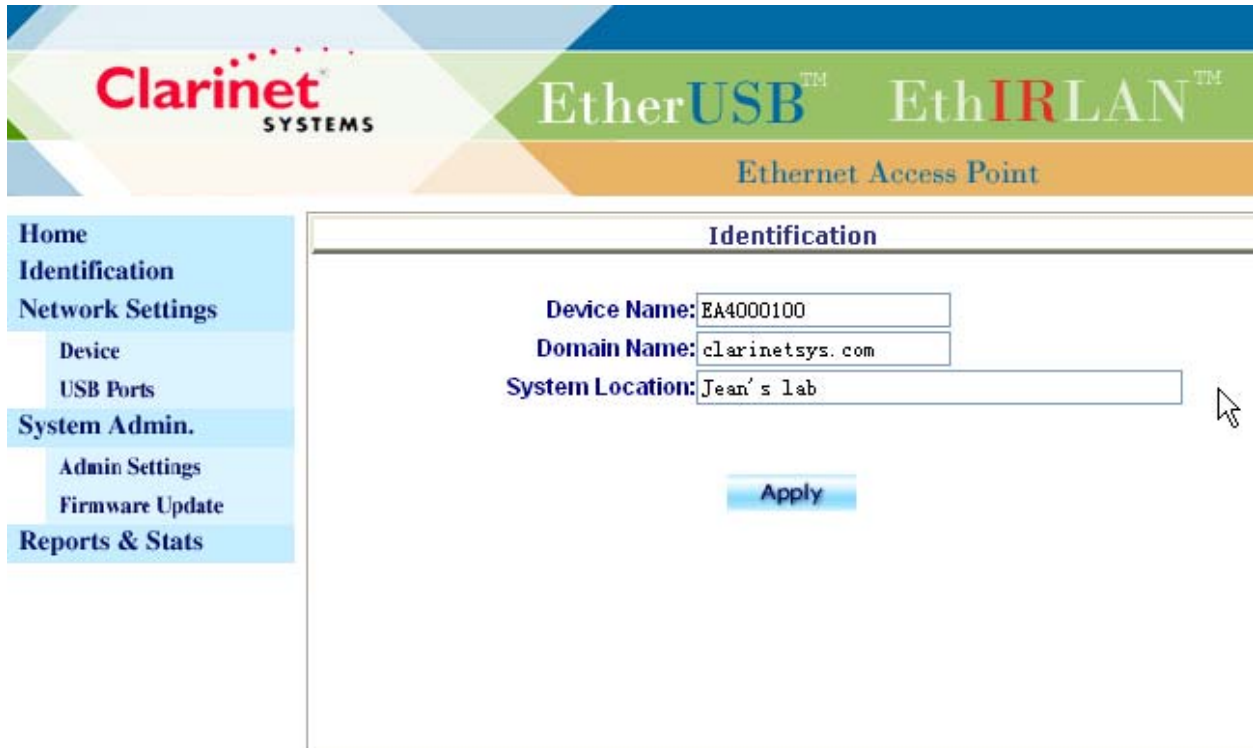 Clarinet
SYSTEMS
EtherUSB™ EthIRLAN™
Ethernet Access Point
Home
Identification
Network Settings
Device
USB Ports
System Admin.
Admin Settings
Firmware Update
Reports & Stats
Identification
Device Name: EA4000100
Domain Name: clarinetsys.com
System Location: Jean's lab
Apply